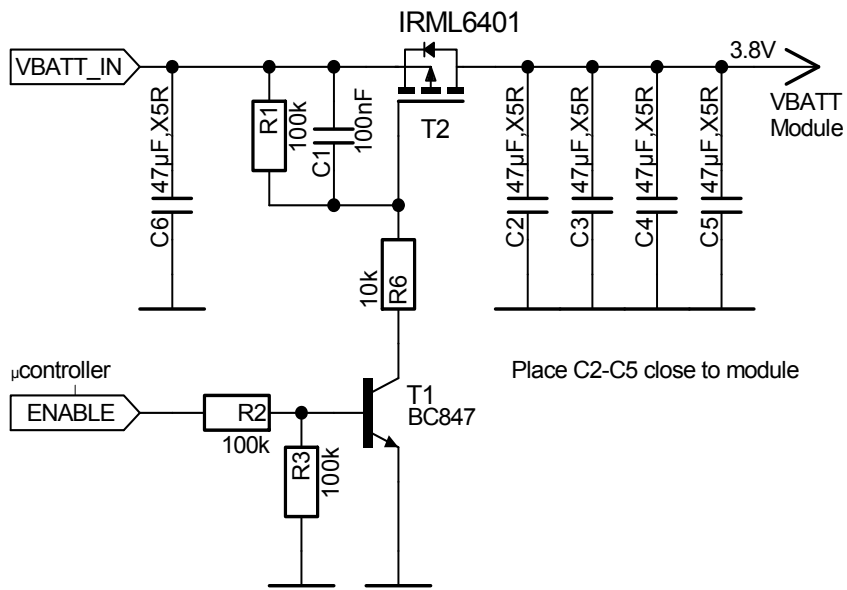 IRML6401
VBATT_IN
3.8V
VBATT
Module
R1
100k
C1
100nF
T2
C6
47µF,X5R
C2
47µF,X5R
C3
47µF,X5R
C4
47µF,X5R
C5
47µF,X5R
10k
R6
µcontroller
ENABLE
R2
100k
R3
100k
T1
BC847
Place C2-C5 close to module